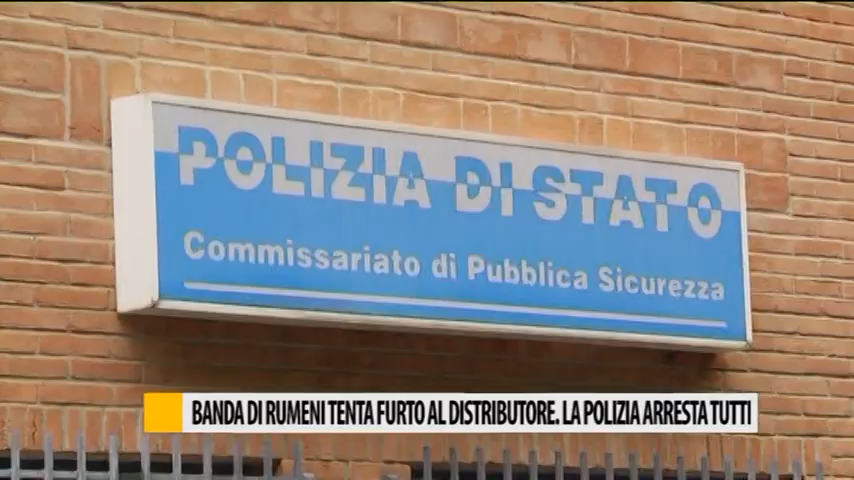 POLIZIA DI STATO
Commissariato di Pubblica Sicurezza
BANDA DI RUMENI TENTA FURTO AL DISTRIBUTORE. LA POLIZIA ARRESTA TUTTI